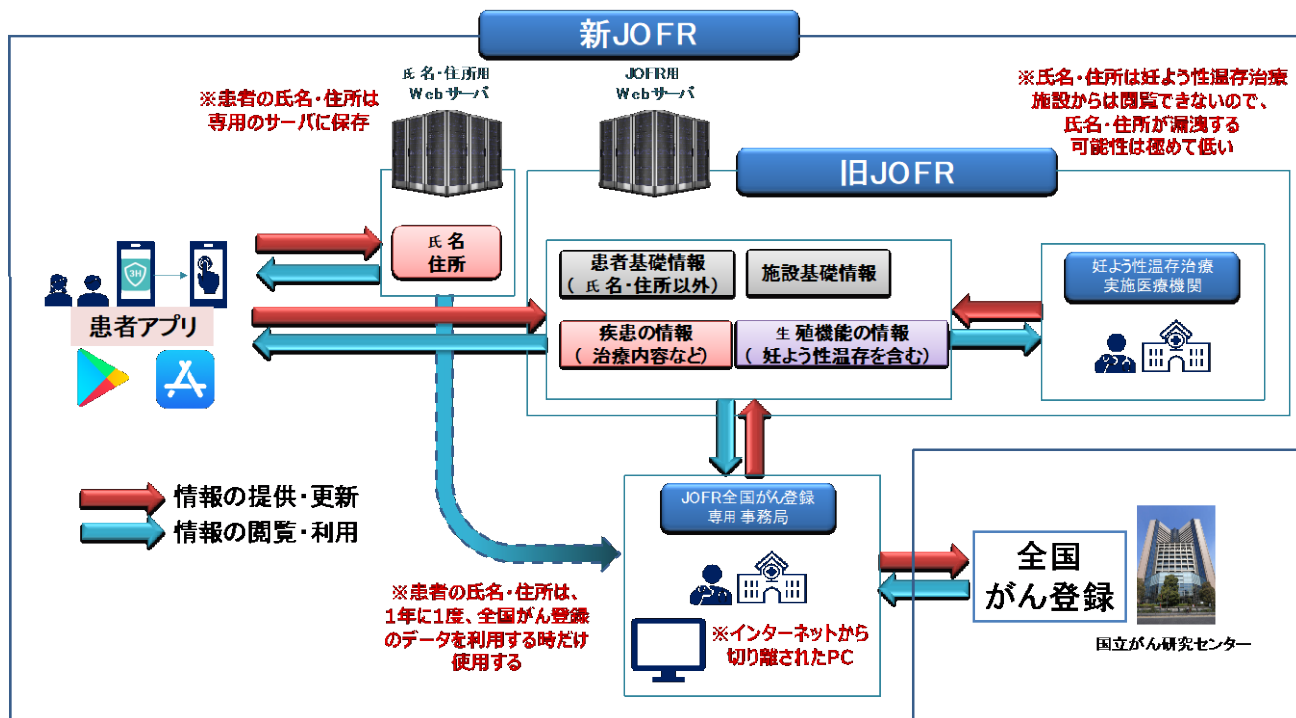 新JOFR
氏名・住所用
Webサーバ
JOFR用
Webサーバ
※患者の氏名・住所は
専用のサーバに保存
※氏名・住所は妊よう性温存治療
施設からは閲覧できないので、
氏名・住所が漏洩する
可能性は極めて低い
旧JOFR
氏名
住所
3H
患者アプリ
患者基礎情報
(氏名・住所以外)
施設基礎情報
疾患の情報
(治療内容など)
生殖機能の情報
(妊よう性温存を含む)
妊よう性温存治療
実施医療機関
情報の提供・更新
情報の閲覧・利用
JOFR全国がん登録
専用事務局
※患者の氏名・住所は、
1年に1度、全国がん登録
のデータを利用する時だけ
使用する
※インターネットから
切り離されたPC
全国
がん登録
国立がん研究センター